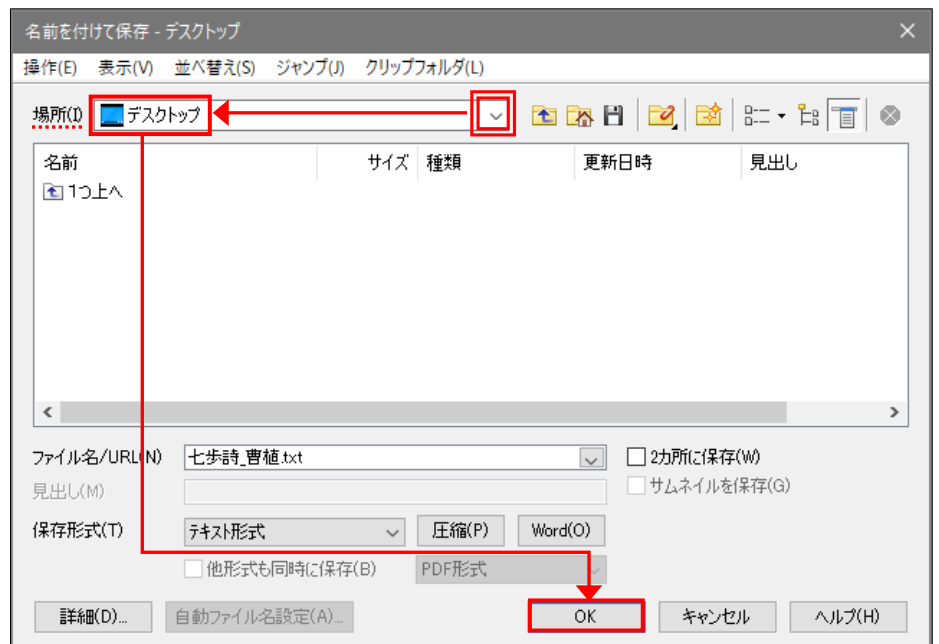 名前を付けて保存 - デスクトップ
操作(E) 表示(V) 並べ替え(S) ジャンプ(J) クリップフォルダ(L)
場所(I) デスクトップ
名前 サイズ 種類 更新日時 見出し
1つ上へ
ファイル名/URL(N) 七歩詩_曹植.txt 2カ所に保存(W)
見出し(M) サムネイルを保存(G)
保存形式(T) テキスト形式 圧縮(P) Word(O)
他形式も同時に保存(B) PDF形式
詳細(D)... 自動ファイル名設定(A)... OK キャンセル ヘルプ(H)